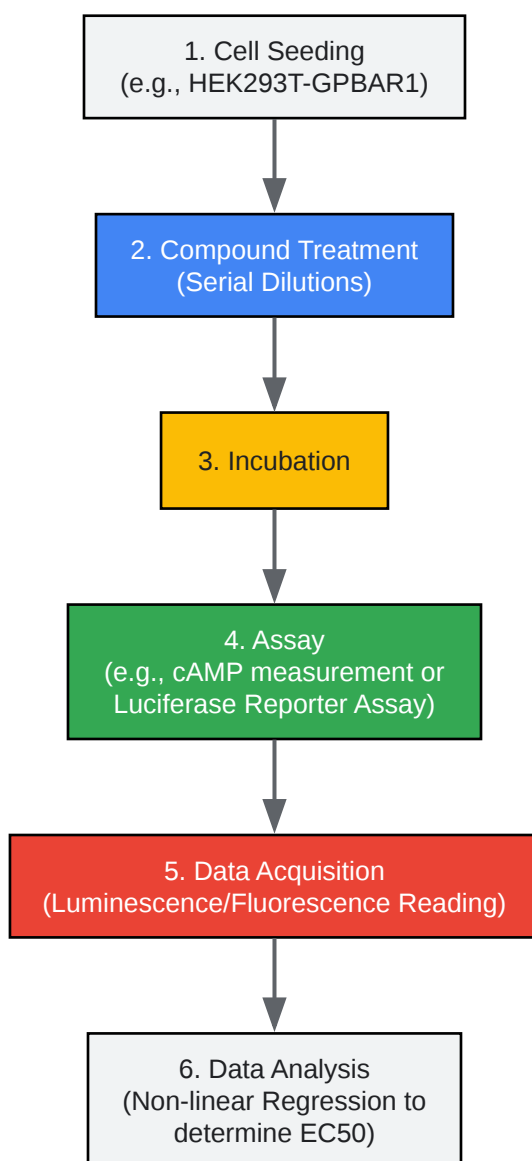 1. Cell Seeding
(e.g., HEK293T-GPBAR1)
2. Compound Treatment
(Serial Dilutions)
3. Incubation
4. Assay
(e.g., cAMP measurement or
Luciferase Reporter Assay)
5. Data Acquisition
(Luminescence/Fluorescence Reading)
6. Data Analysis
(Non-linear Regression to
determine EC50)